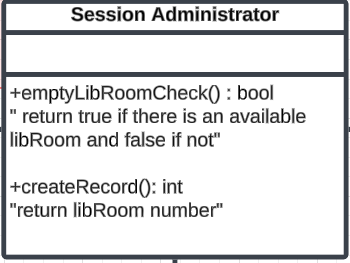 Session Administrator
+emptyLibRoomCheck() : bool
" return true if there is an available
libRoom and false if not"
+createRecord(): int
"return libRoom number"